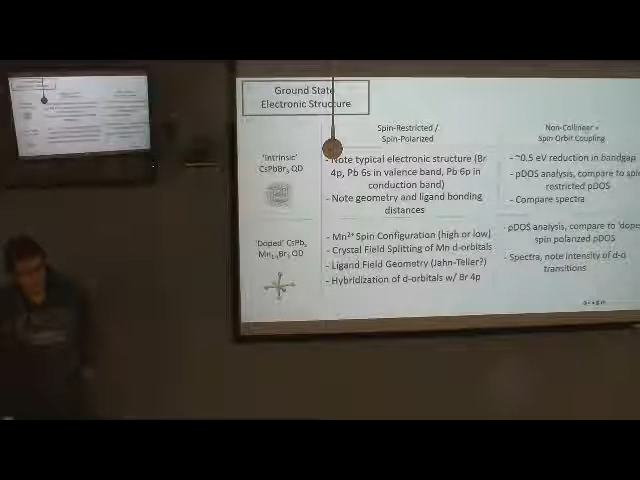 Ground State
Electronic Structure
Spin-Restricted /
Spin-Polarized
Non-Collinear +
Spin Orbit Coupling
'Intrinsic'
CsPbBr₃ QD
- Note typical electronic structure (Br
4p, Pb 6s in valence band, Pb 6p in
conduction band)
- Note geometry and ligand bonding
distances
- ~0.5 eV reduction in bandgap
- pDOS analysis, compare to spin
restricted pDOS
- Compare spectra
'Doped' CsPb
Br₃ QD
- Mn²⁺ Spin Configuration (high or low)
- Crystal Field Splitting of Mn d-orbitals
- Ligand Field Geometry (Jahn-Teller?)
- Hybridization of d-orbitals w/ Br 4p
- pDOS analysis, compare to 'dope
spin polarized pDOS
- Spectra, note intensity of d-d
transitions